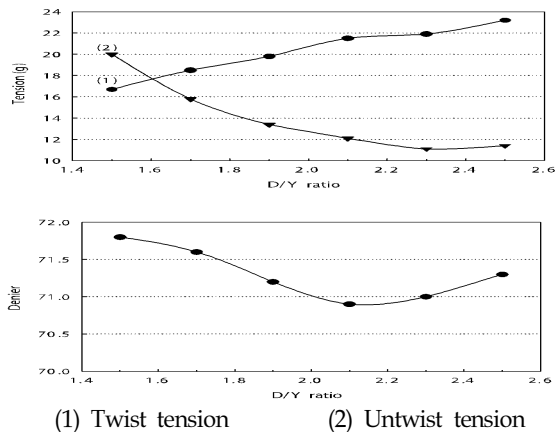 24
22
20
18
16
14
12
10
Tension(g)
(2)
(1)
1.4 1.6 1.8 2.0 2.2 2.4 2.6
D/Y ratio
72.0
71.5
71.0
70.5
70.0
Denier
1.4 1.6 1.8 2.0 2.2 2.4 2.6
D/Y ratio
(1) Twist tension (2) Untwist tension